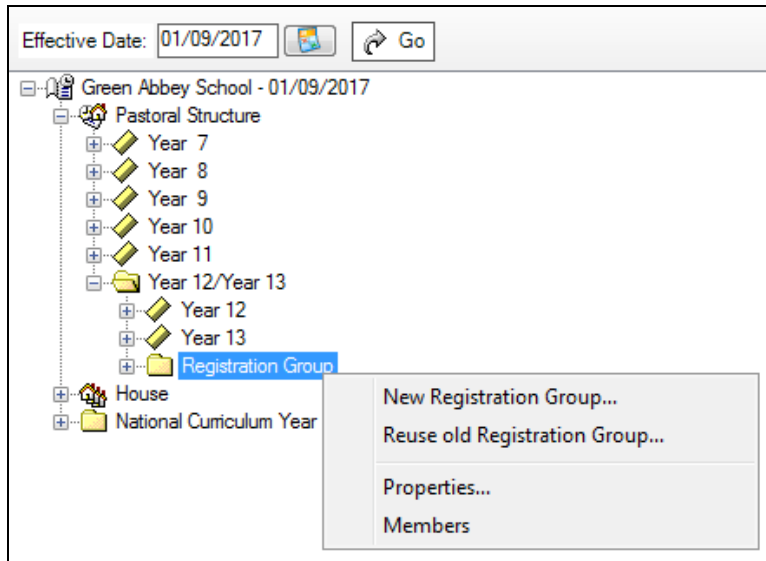 Effective Date: 01/09/2017 Go
Green Abbey School - 01/09/2017
Pastoral Structure
Year 7
Year 8
Year 9
Year 10
Year 11
Year 12/Year 13
Year 12
Year 13
Registration Group
House
National Curriculum Year
New Registration Group...
Reuse old Registration Group...
Properties...
Members